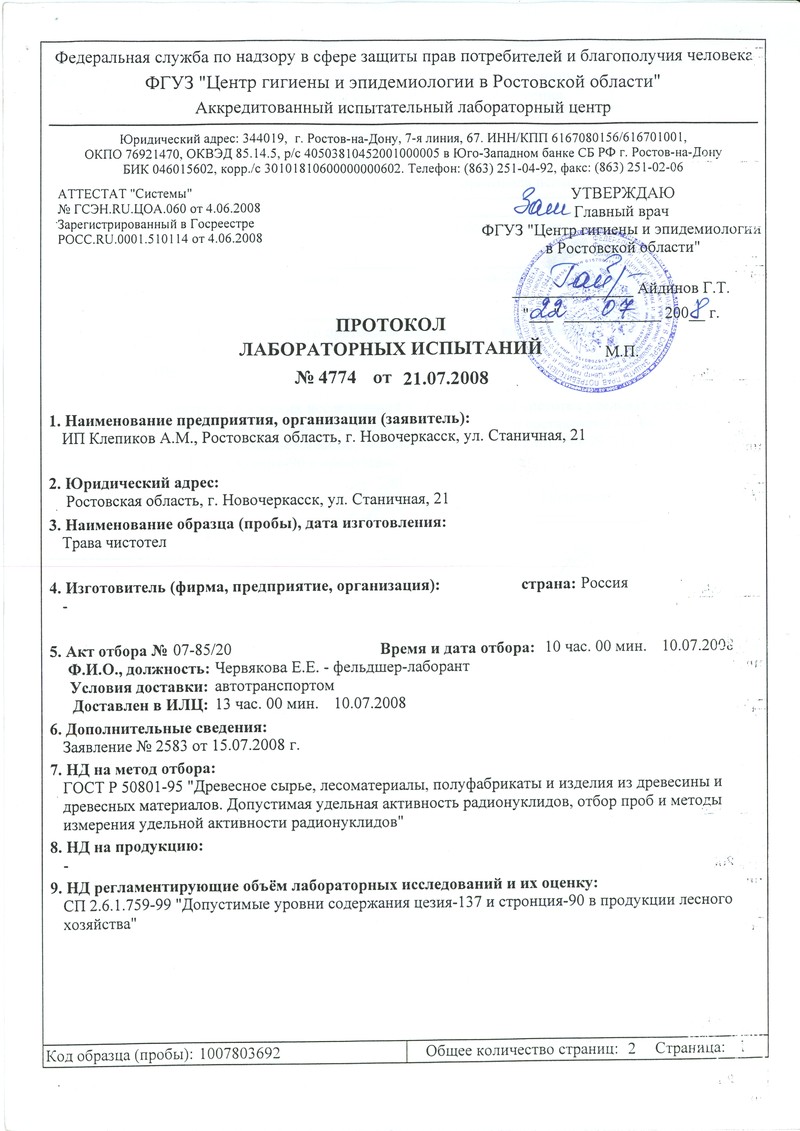 Федеральная служба по надзору в сфере защиты прав потребителей и благополучия человека
ФГУЗ "Центр гигиены и эпидемиологии в Ростовской области"
Аккредитованный испытательный лабораторный центр
Юридический адрес: 344019, г. Ростов-на-Дону, 7-я линия, 67. ИНН/КПП 6167080156/616701001,
ОКПО 76921470, ОКВЭД 85.14.5, р/с 40503810452001000005 в Юго-Западном банке СБ РФ г. Ростов-на-Дону
БИК 046015602, корр./с 30101810600000000602. Телефон: (863) 251-04-92, факс: (863) 251-02-06
АТТЕСТАТ "Системы"
№ ГСЭН.RU.ЦОА.060 от 4.06.2008
Зарегистрированный в Госреестре
РОСС.RU.0001.510114 от 4.06.2008
УТВЕРЖДАЮ
Зам Главный врач
ФГУЗ "Центр гигиены и эпидемиологии
в Ростовской области"
Айдинов Г.Т.
"22 07 2008 г.
М.П.
ПРОТОКОЛ
ЛАБОРАТОРНЫХ ИСПЫТАНИЙ
№ 4774 от 21.07.2008
1. Наименование предприятия, организации (заявитель):
ИП Клепиков А.М., Ростовская область, г. Новочеркасск, ул. Станичная, 21
2. Юридический адрес:
Ростовская область, г. Новочеркасск, ул. Станичная, 21
3. Наименование образца (пробы), дата изготовления:
Трава чистотел
4. Изготовитель (фирма, предприятие, организация): страна: Россия
-
5. Акт отбора № 07-85/20 Время и дата отбора: 10 час. 00 мин. 10.07.2008
Ф.И.О., должность: Червякова Е.Е. - фельдшер-лаборант
Условия доставки: автотранспортом
Доставлен в ИЛЦ: 13 час. 00 мин. 10.07.2008
6. Дополнительные сведения:
Заявление № 2583 от 15.07.2008 г.
7. НД на метод отбора:
ГОСТ Р 50801-95 "Древесное сырье, лесоматериалы, полуфабрикаты и изделия из древесины и
древесных материалов. Допустимая удельная активность радионуклидов, отбор проб и методы
измерения удельной активности радионуклидов"
8. НД на продукцию:
-
9. НД регламентирующие объём лабораторных исследований и их оценку:
СП 2.6.1.759-99 "Допустимые уровни содержания цезия-137 и стронция-90 в продукции лесного
хозяйства"
Код образца (пробы): 1007803692 Общее количество страниц: 2 Страница: